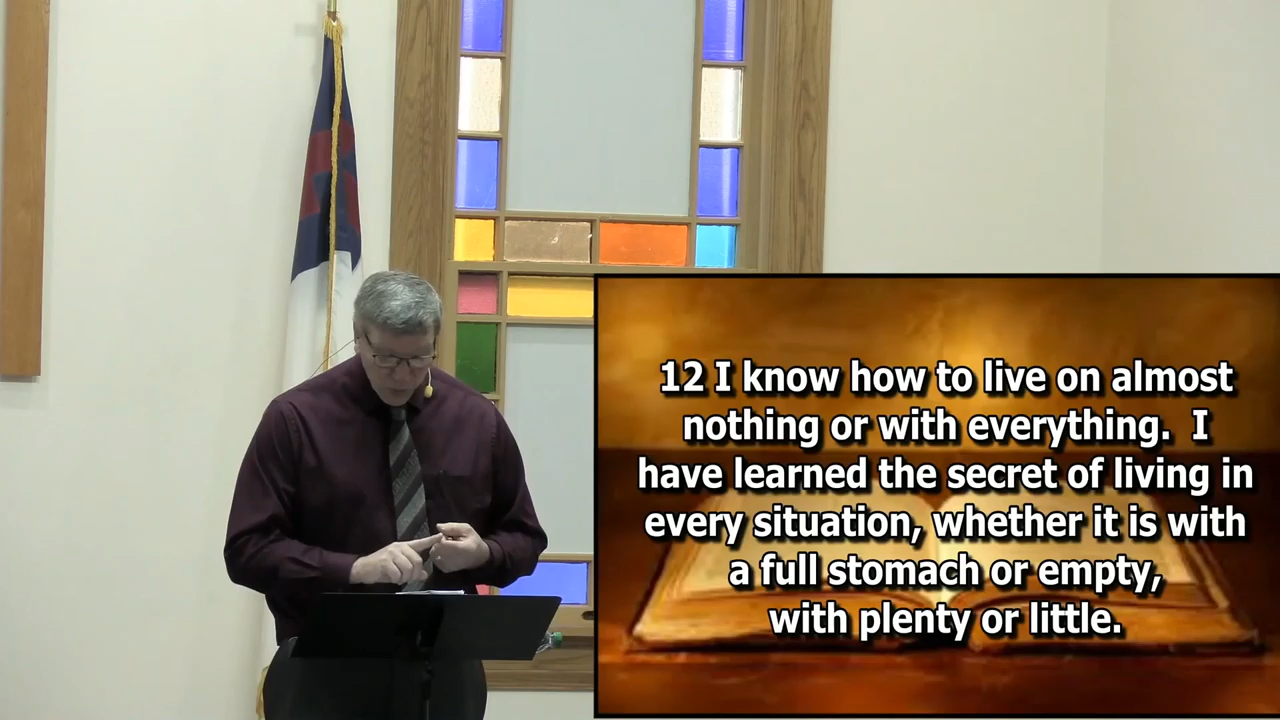 12 I know how to live on almost
nothing or with everything.  I
have learned the secret of living in
every situation, whether it is with
a full stomach or empty,
with plenty or little.